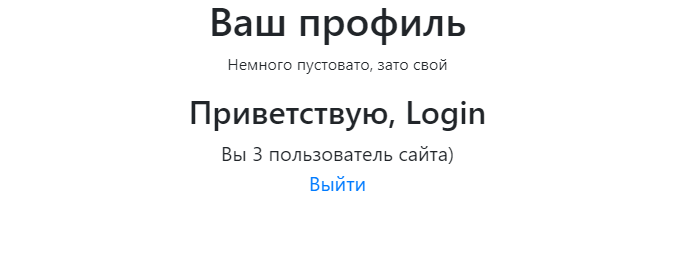 Ваш профиль
Немного пустовато, зато свой
Приветствую, Login
Вы 3 пользователь сайта)
Выйти